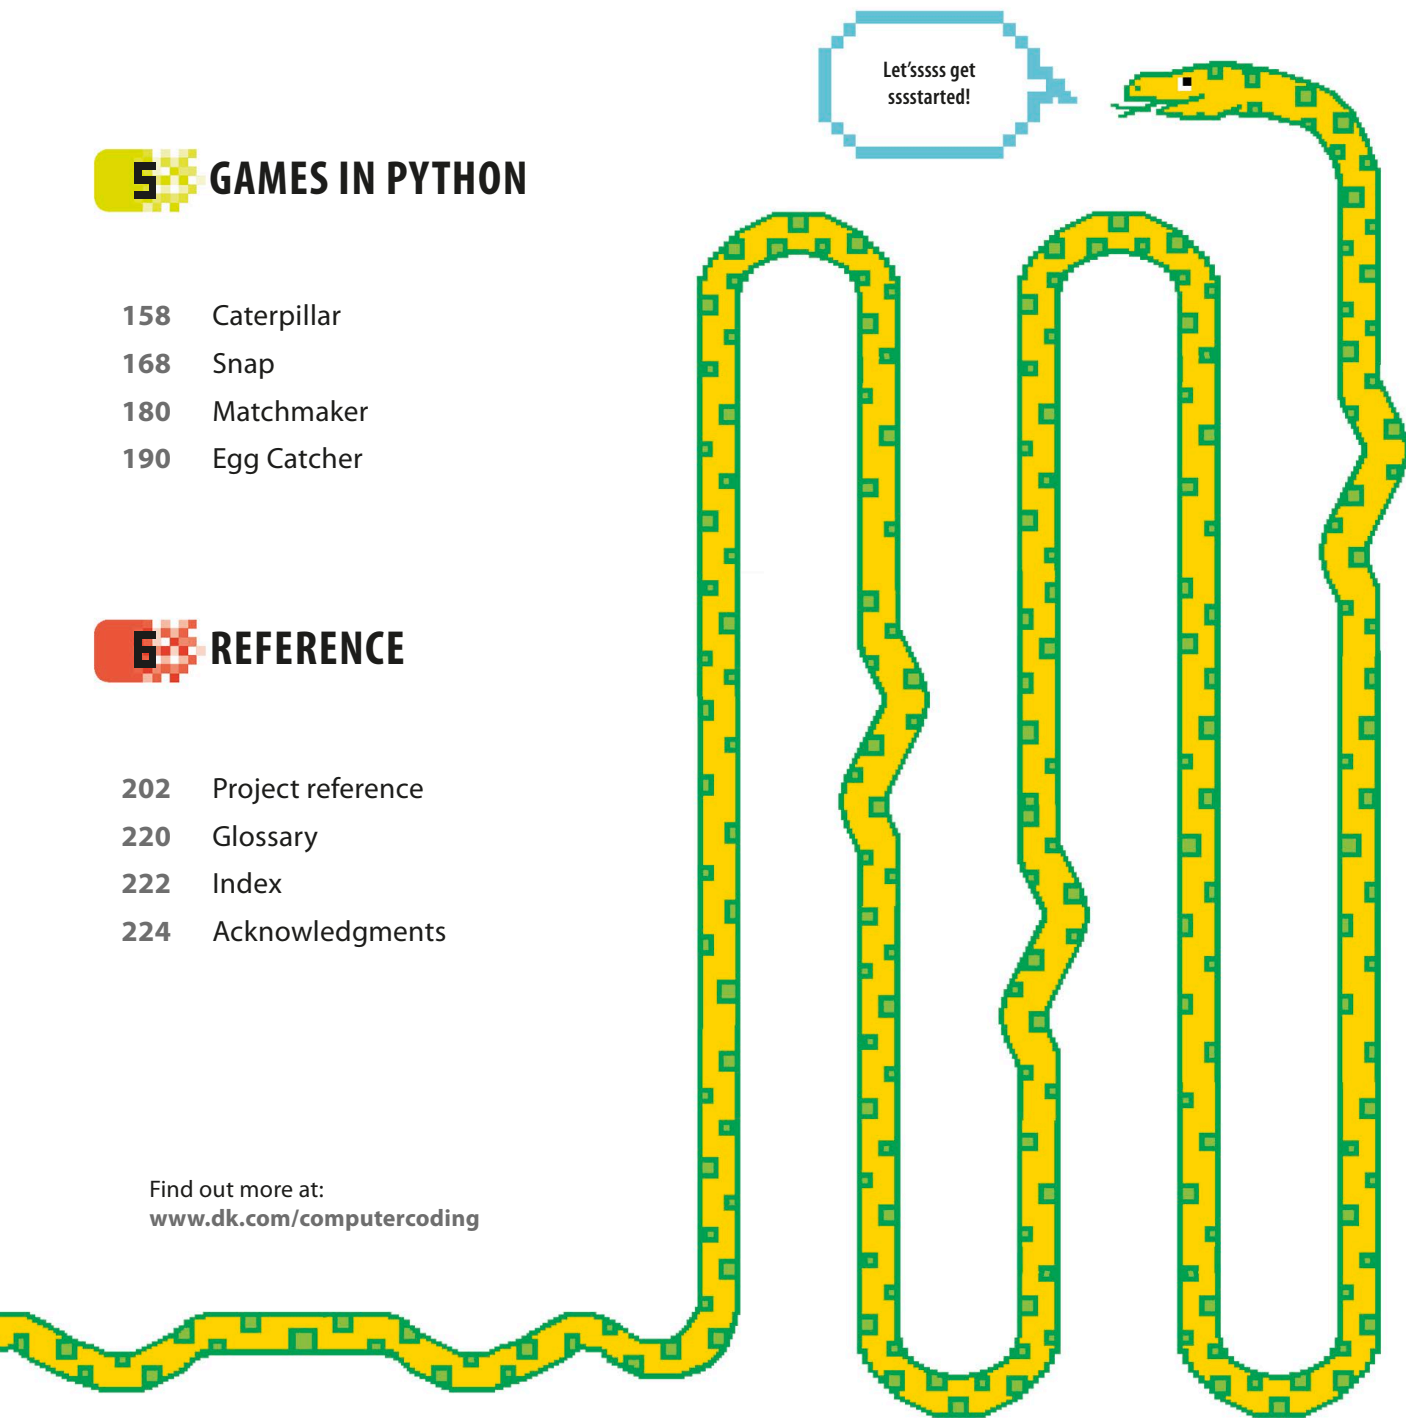 Let'sssss get
sssstarted!
5 GAMES IN PYTHON
158 Caterpillar
168 Snap
180 Matchmaker
190 Egg Catcher
6 REFERENCE
202 Project reference
220 Glossary
222 Index
224 Acknowledgments
Find out more at:
www.dk.com/computercoding